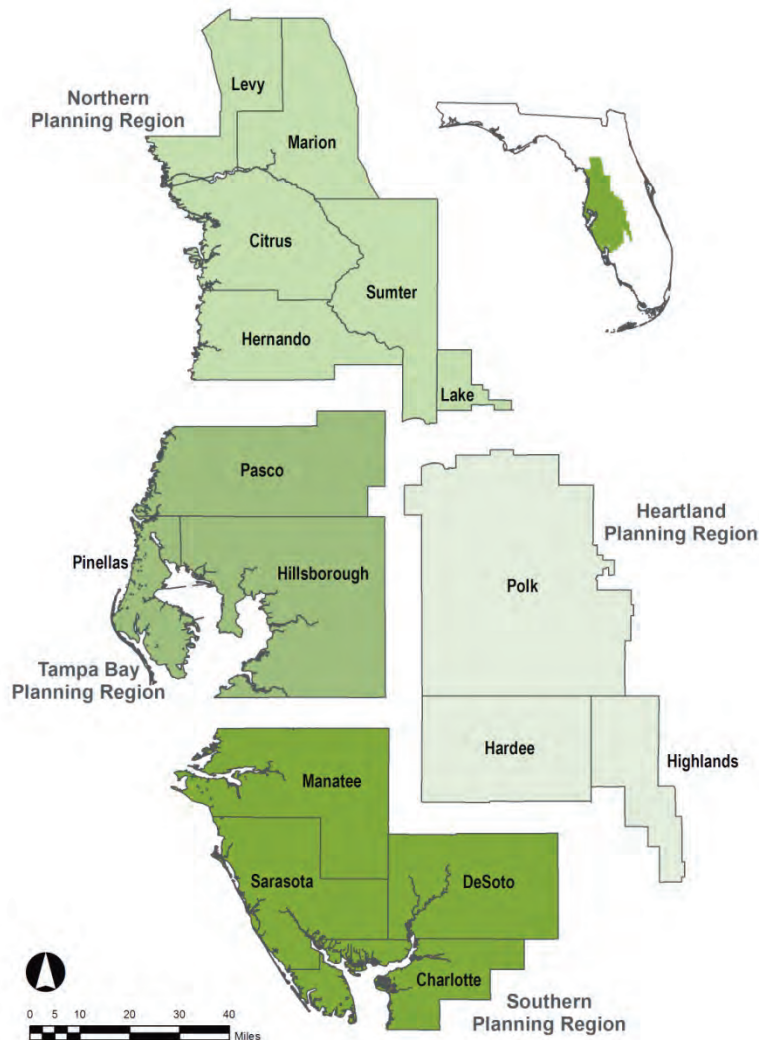 Levy
Northern
Planning Region
Marion
Citrus
Sumter
Hernando
Lake
Pasco
Heartland
Planning Region
Pinellas
Hillsborough
Polk
Tampa Bay
Planning Region
Hardee
Highlands
Manatee
Sarasota
DeSoto
Charlotte
Southern
Planning Region
0 5 10 20 30 40
Miles